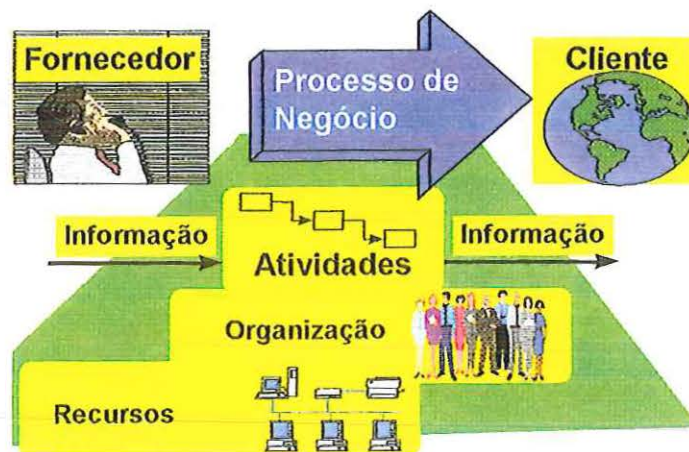 Fornecedor
Processo de
Negócio
Cliente
Informação
Atividades
Informação
Organização
Recursos